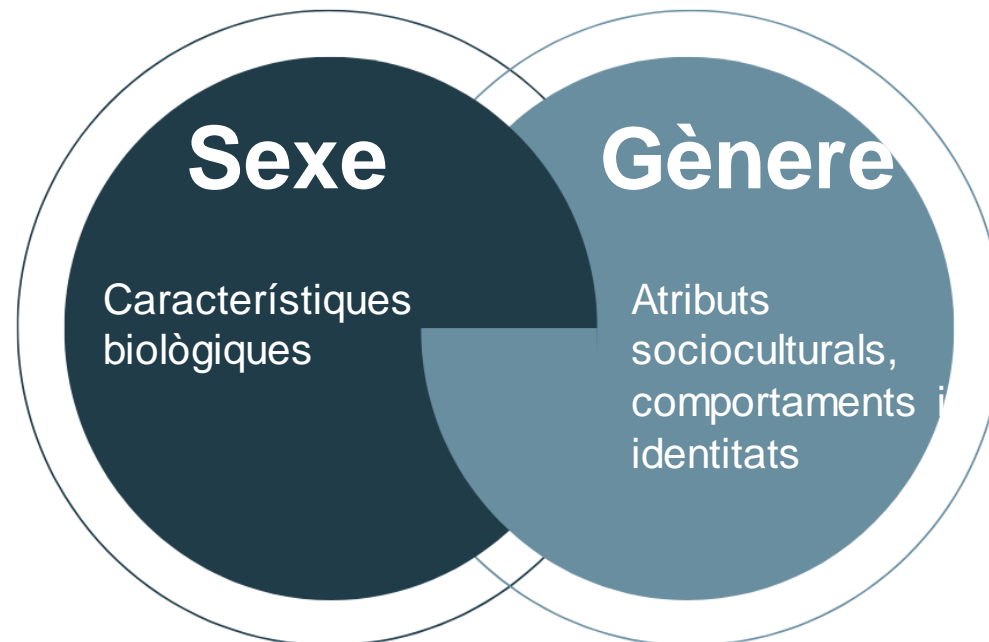 Sexe
Característiques
biològiques
Gènere
Atributs
socioculturals,
comportaments i
identitats